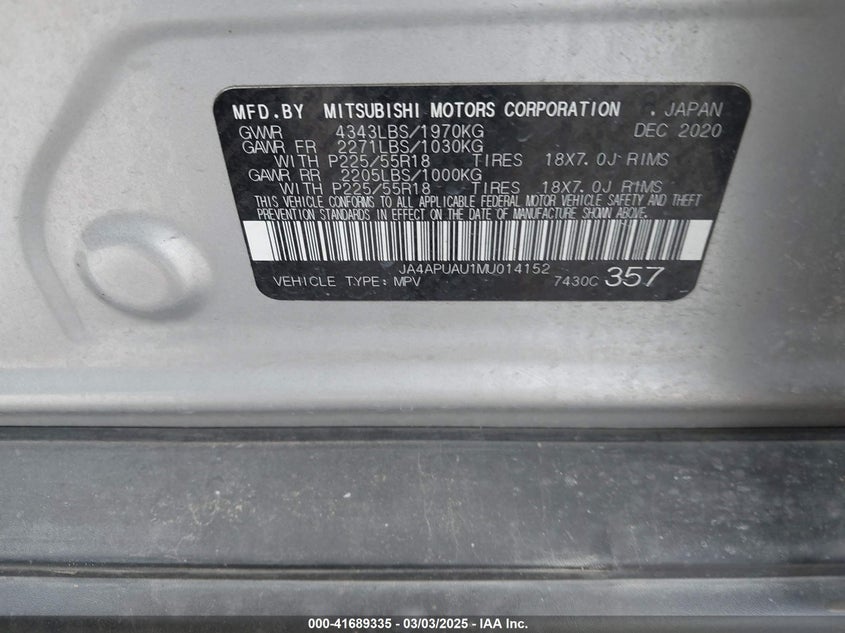 MFD.BY MITSUBISHI MOTORS CORPORATION . JAPAN
GVWR 4343LBS/1970KG DEC 2020
GAWR FR 2271LBS/1030KG
WITH P225/55R18 TIRES 18X7.0J RIMS
GAWR RR 2205LBS/1000KG
WITH P225/55R18 TIRES 18X7.0J RIMS
THIS VEHICLE CONFORMS TO ALL APPLICABLE FEDERAL MOTOR VEHICLE SAFETY AND THEFT
PREVENTION STANDARDS IN EFFECT ON THE DATE OF MANUFACTURE SHOWN ABOVE.
JA4APUAU1MU014152
VEHICLE TYPE: MPV 7430C 357
000-41689335 - 03/03/2025 - IAA Inc.